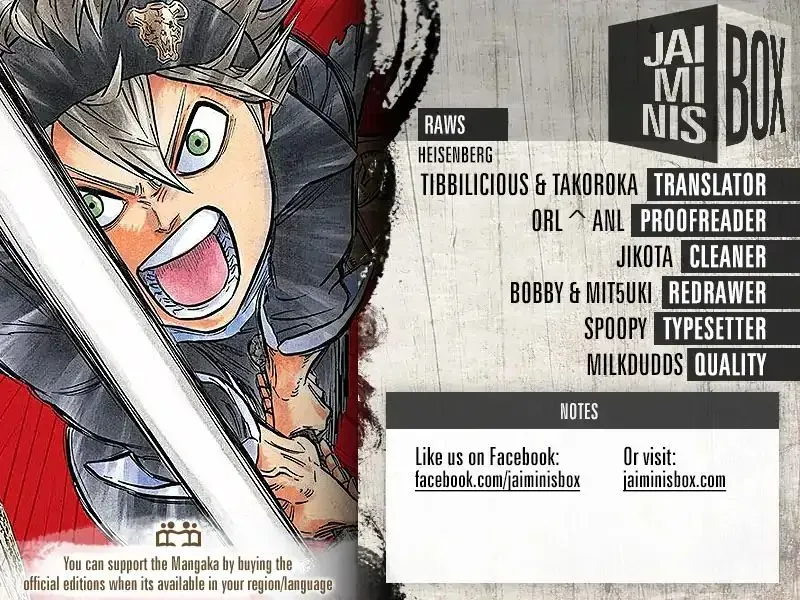 JAI
MI
NIS
BOX
RAWS
HEISENBERG
TIBBILICIOUS & TAKOROKA TRANSLATOR
ORL ^ ANL PROOFREADER
JIKOTA CLEANER
BOBBY & MIT5UKI REDRAWER
SPOOPY TYPESETTER
MILKDUDDS QUALITY
NOTES
Like us on Facebook:
facebook.com/jaiminisbox
Or visit:
jaiminisbox.com
You can support the Mangaka by buying the
official editions when its available in your region/language